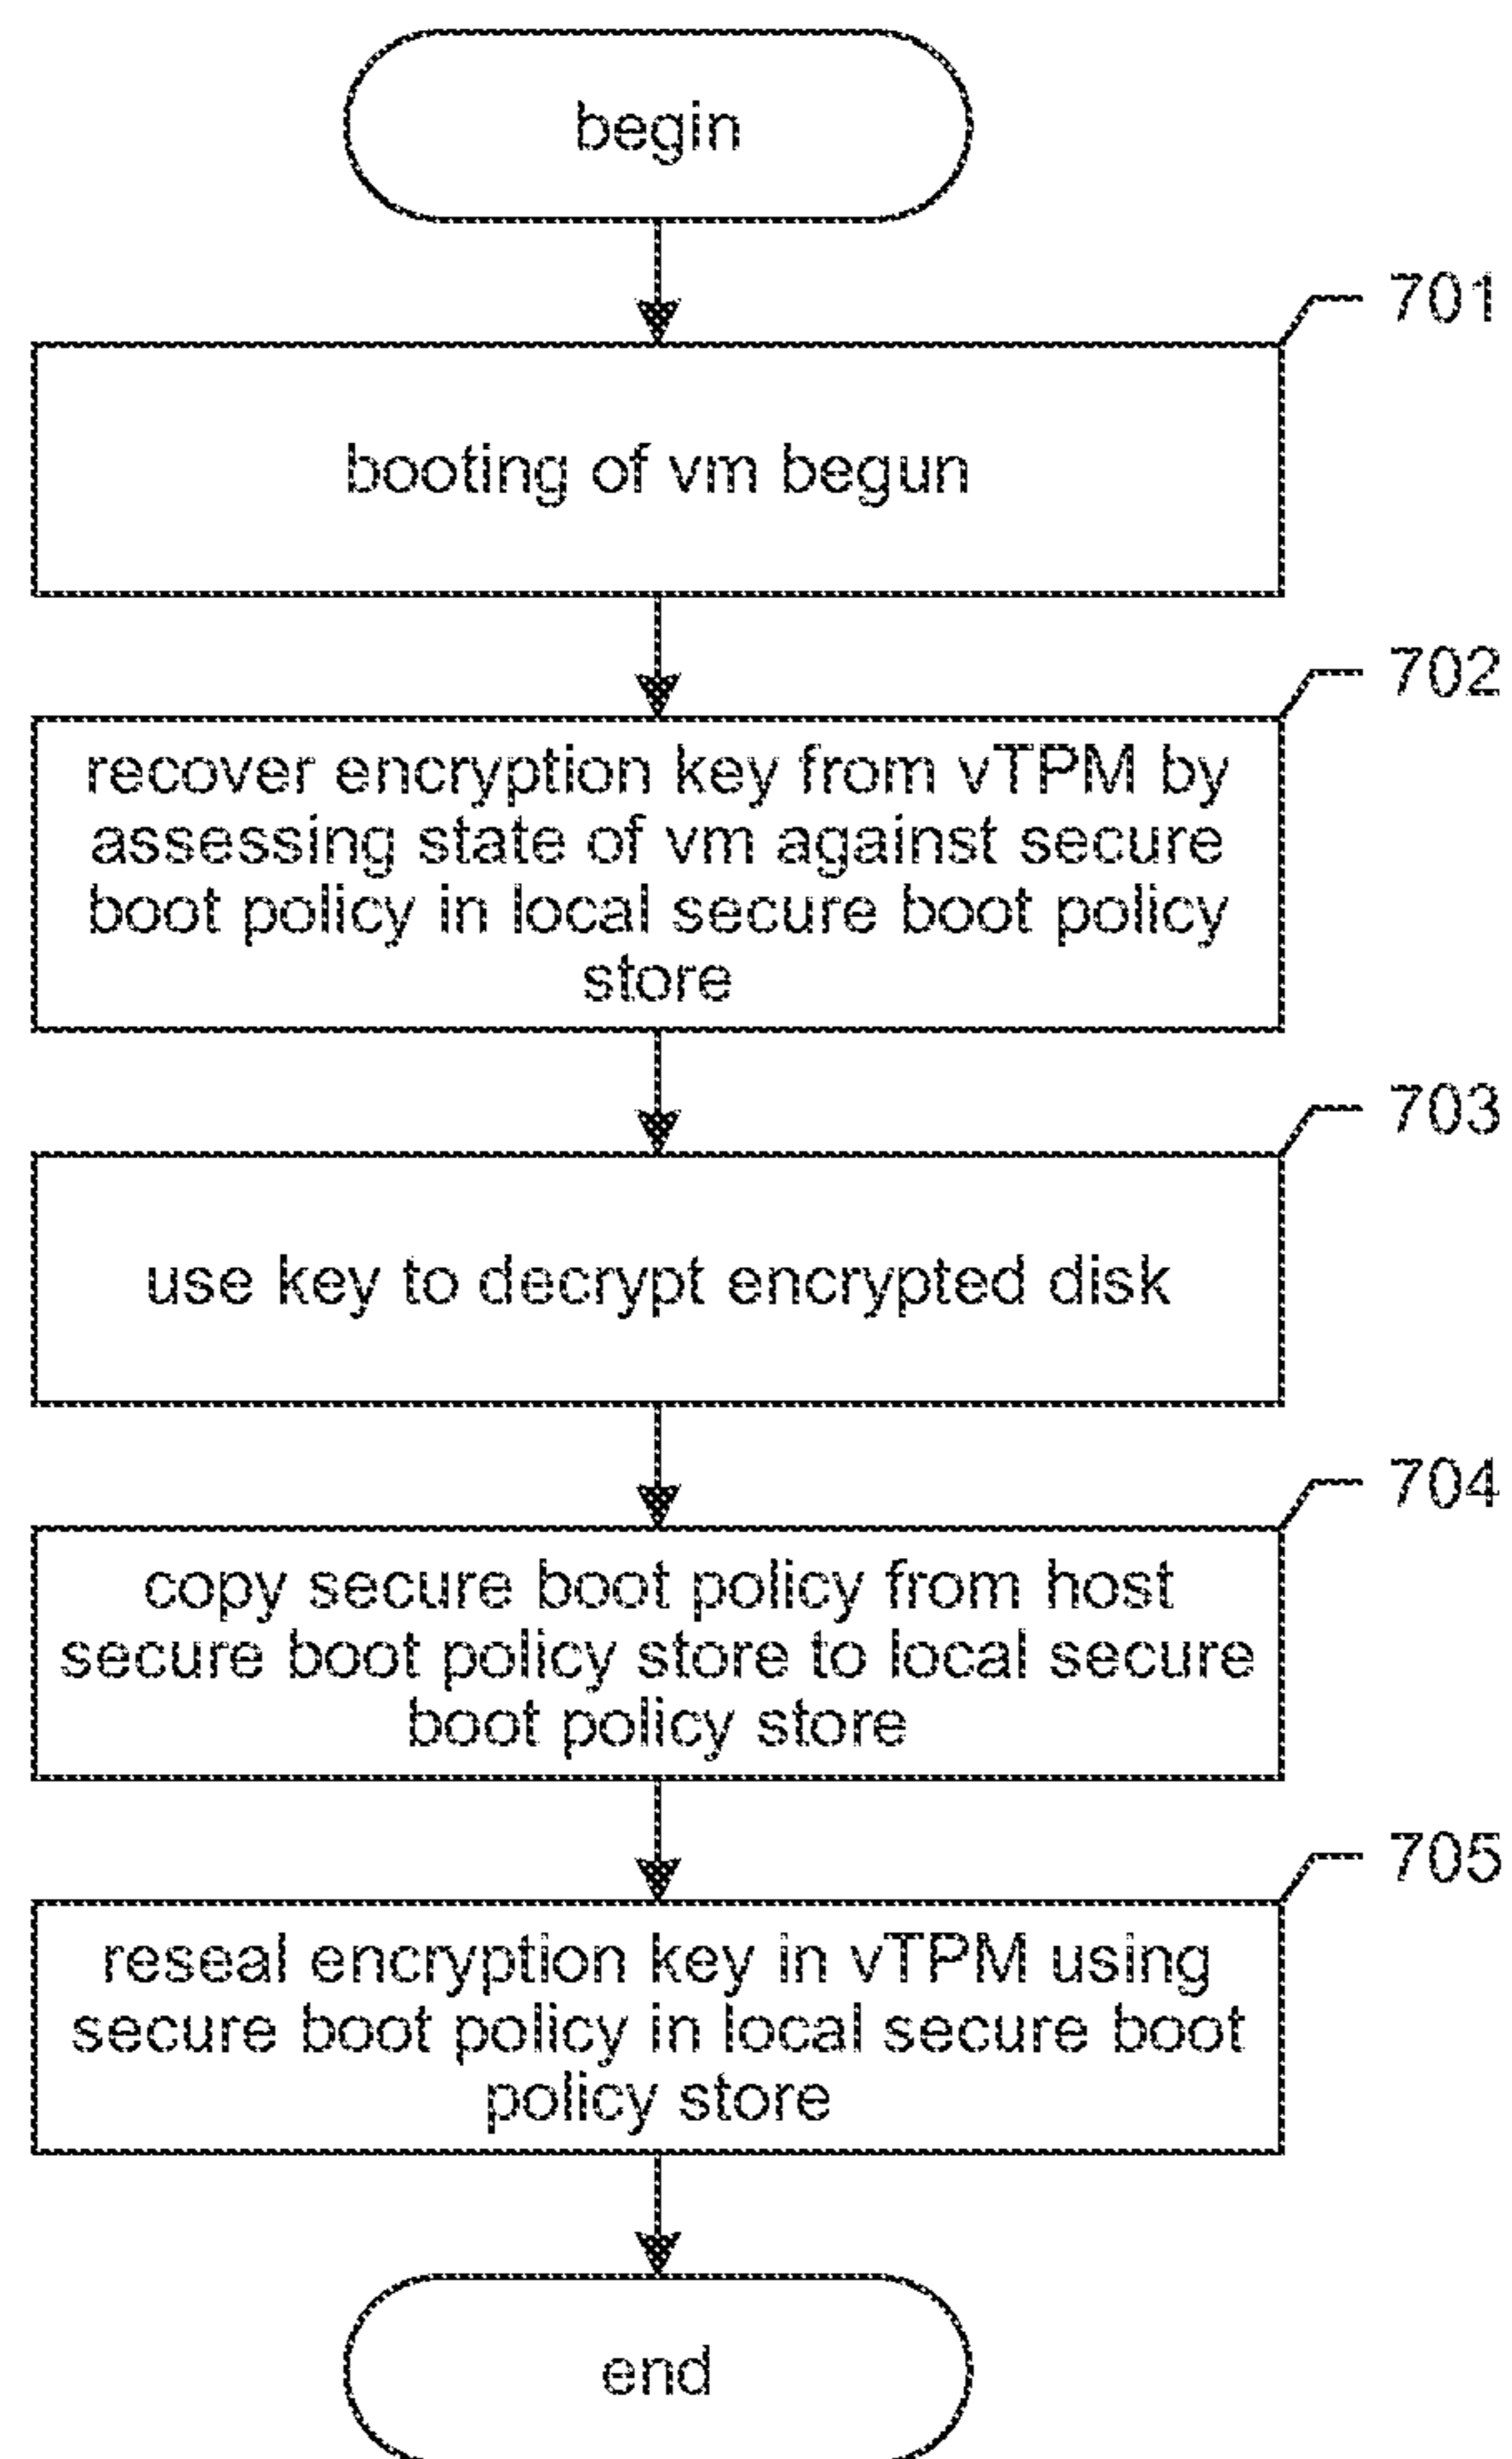 begin
701
booting of vm begun
702
recover encryption key from vTPM by
assessing state of vm against secure
boot policy in local secure boot policy
store
703
use key to decrypt encrypted disk
704
copy secure boot policy from host
secure boot policy store to local secure
boot policy store
705
reseal encryption key in vTPM using
secure boot policy in local secure boot
policy store
end